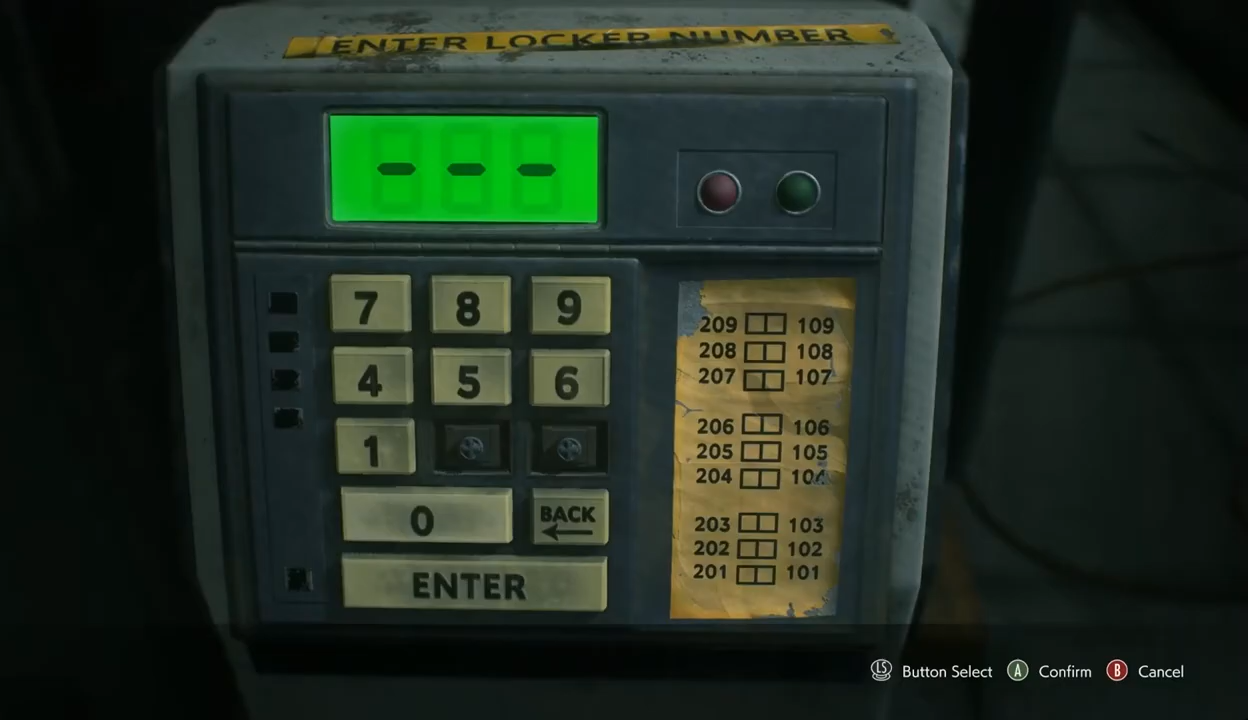 ENTER LOCKER NUMBER
- - -
7 8 9
4 5 6
1
0 BACK
ENTER
209 109
208 108
207 107
206 106
205 105
204 104
203 103
202 102
201 101
LS Button Select A Confirm B Cancel